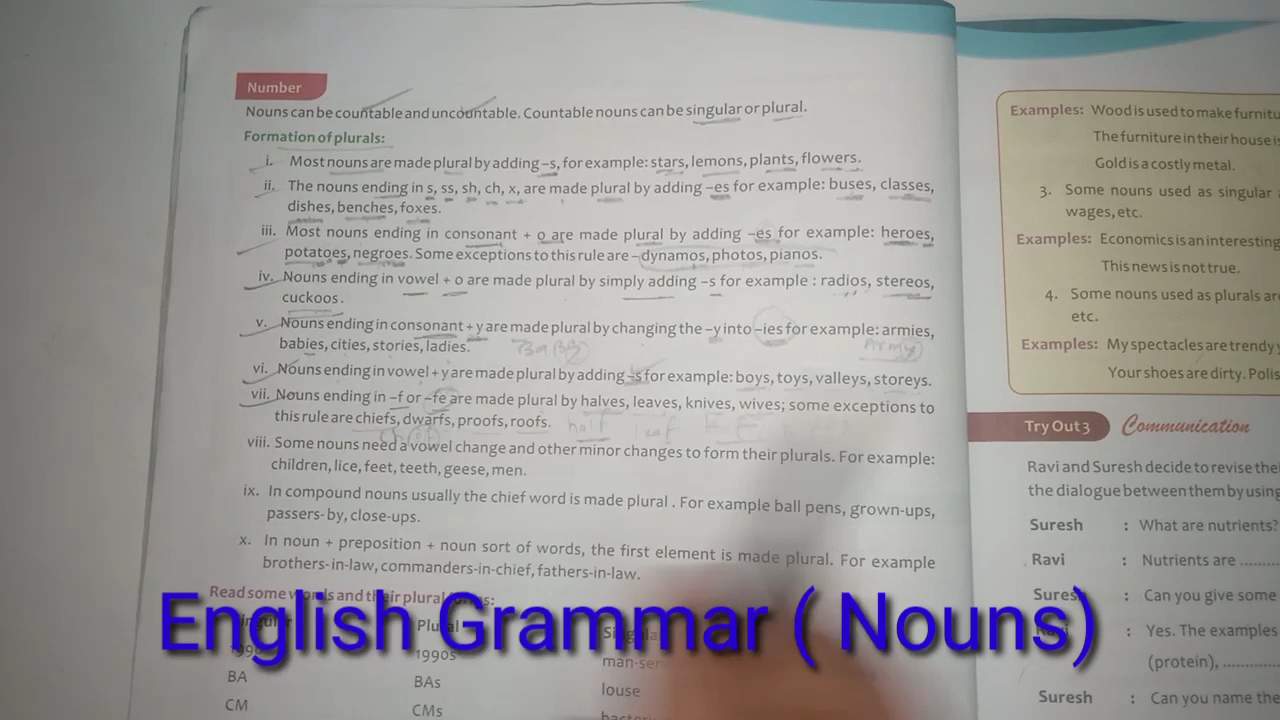 Number
Nouns can be countable and uncountable. Countable nouns can be singular or plural.
Formation of plurals:
i. Most nouns are made plural by adding –s, for example: stars, lemons, plants, flowers.
ii. The nouns ending in s, ss, sh, ch, x, are made plural by adding –es for example: buses, classes,
dishes, benches, foxes.
iii. Most nouns ending in consonant + o are made plural by adding –es for example: heroes,
potatoes, negroes. Some exceptions to this rule are – dynamos, photos, pianos.
iv. Nouns ending in vowel + o are made plural by simply adding –s for example : radios, stereos,
cuckoos.
v. Nouns ending in consonant + y are made plural by changing the –y into –ies for example: armies,
babies, cities, stories, ladies. Baby Army
vi. Nouns ending in vowel + y are made plural by adding –s for example: boys, toys, valleys, storeys.
vii. Nouns ending in –f or –fe are made plural by halves, leaves, knives, wives; some exceptions to
this rule are chiefs, dwarfs, proofs, roofs. half leaf
viii. Some nouns need a vowel change and other minor changes to form their plurals. For example:
children, lice, feet, teeth, geese, men.
ix. In compound nouns usually the chief word is made plural . For example ball pens, grown-ups,
passers- by, close-ups.
x. In noun + preposition + noun sort of words, the first element is made plural. For example
brothers-in-law, commanders-in-chief, fathers-in-law.
Read some words and their plural
Plural
1990s
man-ser
BA BAs louse
CM CMs
English Grammar ( Nouns)
Examples: Wood is used to make furnitu
The furniture in their house is
Gold is a costly metal.
3. Some nouns used as singular
wages, etc.
Examples: Economics is an interesting
This news is not true.
4. Some nouns used as plurals are
etc.
Examples: My spectacles are trendy
Your shoes are dirty. Polis
Try Out 3 Communication
Ravi and Suresh decide to revise the
the dialogue between them by using
Suresh : What are nutrients?
Ravi : Nutrients are ..........
Suresh : Can you give some
Ravi : Yes. The examples
(protein), ..............
Suresh : Can you name the